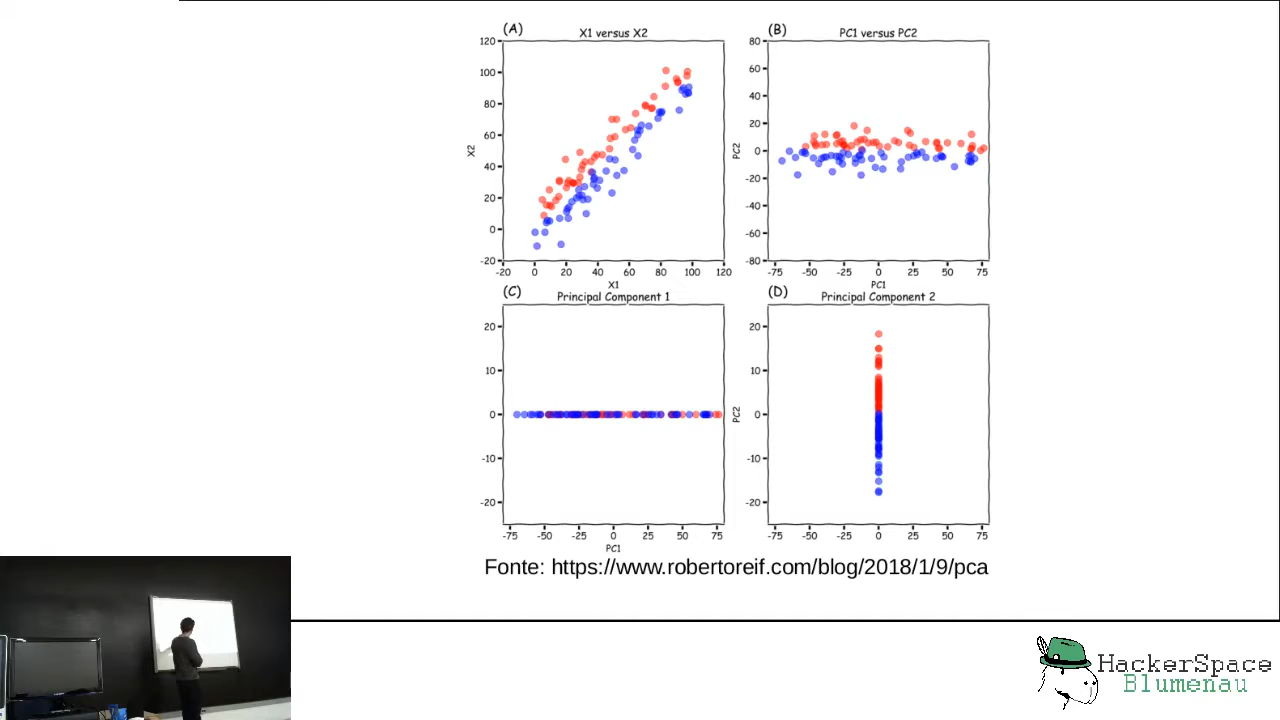 (A)
X1 versus X2
120
100
80
60
40
20
0
-20
X2
-20 0 20 40 60 80 100 120
X1
(B)
PC1 versus PC2
80
60
40
20
0
-20
-40
-60
-80
PC2
-75 -50 -25 0 25 50 75
PC1
(C)
Principal Component 1
20
10
0
-10
-20
-75 -50 -25 0 25 50 75
PC1
(D)
Principal Component 2
20
10
0
-10
-20
PC2
-75 -50 -25 0 25 50 75
Fonte: https://www.robertoreif.com/blog/2018/1/9/pca
HackerSpace
Blumenau